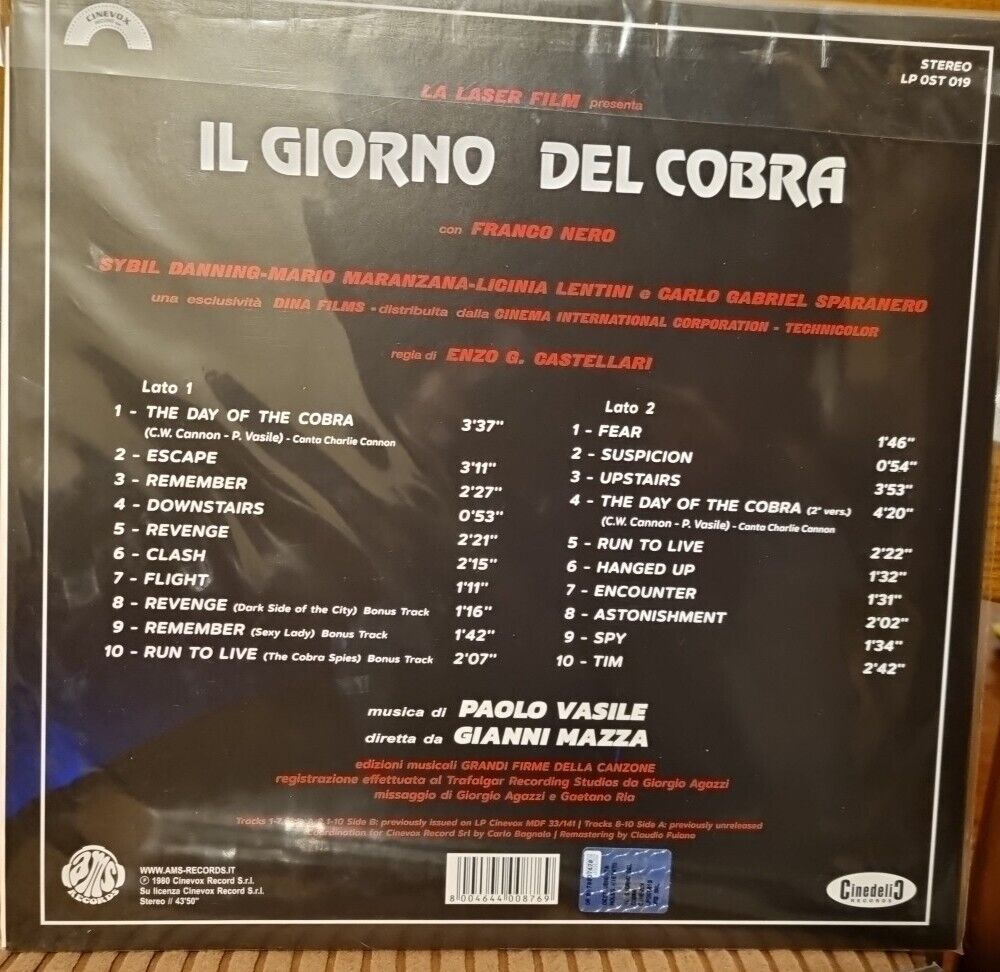 CINEVOX
STEREO
LP OST 019
LA LASER FILM presenta
IL GIORNO DEL COBRA
con FRANCO NERO
SYBIL DANNING-MARIO MARANZANA-LICINIA LENTINI e CARLO GABRIEL SPARANERO
una esclusività DINA FILMS - distribuita dalla CINEMA INTERNATIONAL CORPORATION - TECHNICOLOR
regia di ENZO G. CASTELLARI
Lato 1
1 - THE DAY OF THE COBRA 3'37"
(C.W. Cannon - P. Vasile) - Canta Charlie Cannon
2 - ESCAPE 3'11"
3 - REMEMBER 2'27"
4 - DOWNSTAIRS 0'53"
5 - REVENGE 2'21"
6 - CLASH 2'15"
7 - FLIGHT 1'11"
8 - REVENGE (Dark Side of the City) Bonus Track 1'16"
9 - REMEMBER (Sexy Lady) Bonus Track 1'42"
10 - RUN TO LIVE (The Cobra Spies) Bonus Track 2'07"
Lato 2
1 - FEAR 1'46"
2 - SUSPICION 0'54"
3 - UPSTAIRS 3'53"
4 - THE DAY OF THE COBRA (2ª vers.) 4'20"
(C.W. Cannon - P. Vasile) - Canta Charlie Cannon
5 - RUN TO LIVE 2'22"
6 - HANGED UP 1'32"
7 - ENCOUNTER 1'31"
8 - ASTONISHMENT 2'02"
9 - SPY 1'34"
10 - TIM 2'42"
musica di PAOLO VASILE
diretta da GIANNI MAZZA
edizioni musicali GRANDI FIRME DELLA CANZONE
registrazione effettuata al Trafalgar Recording Studios da Giorgio Agazzi
missaggio di Giorgio Agazzi e Gaetano Ria
Tracks 1-7 Side A & 1-10 Side B: previously issued on LP Cinevox MDF 33/141 | Tracks 8-10 Side A: previously unreleased
Coordination for Cinevox Record Srl by Carlo Bagnolo | Remastering by Claudio Fuiano
ams
RECORDS
WWW.AMS-RECORDS.IT
℗ 1980 Cinevox Record S.r.l.
Su licenza Cinevox Record S.r.l.
Stereo // 43'50"
8 004644 008769
Cinedelic
RECORDS